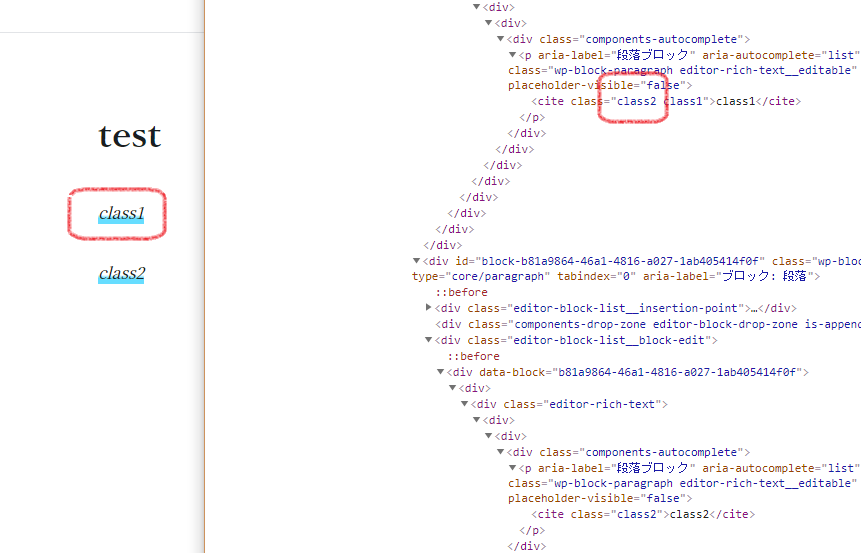 test
class1
class2
▼<div>
▼<div>
▼<div class="components-autocomplete">
▼<p aria-label="段落ブロック" aria-autocomplete="list"
class="wp-block-paragraph editor-rich-text__editable"
placeholder-visible="false">
<cite class="class2 class1">class1</cite>
</p>
</div>
</div>
</div>
</div>
</div>
</div>
</div>
</div>
▼<div id="block-b81a9864-46a1-4816-a027-1ab405414f0f" class="wp-bloc
type="core/paragraph" tabindex="0" aria-label="ブロック: 段落">
::before
▶<div class="editor-block-list__insertion-point">…</div>
<div class="components-drop-zone editor-block-drop-zone is-appen
▼<div class="editor-block-list__block-edit">
::before
▼<div data-block="b81a9864-46a1-4816-a027-1ab405414f0f">
▼<div>
▼<div class="editor-rich-text">
▼<div>
▼<div>
▼<div class="components-autocomplete">
▼<p aria-label="段落ブロック" aria-autocomplete="list"
class="wp-block-paragraph editor-rich-text__editable"
placeholder-visible="false">
<cite class="class2">class2</cite>
</p>
</div>